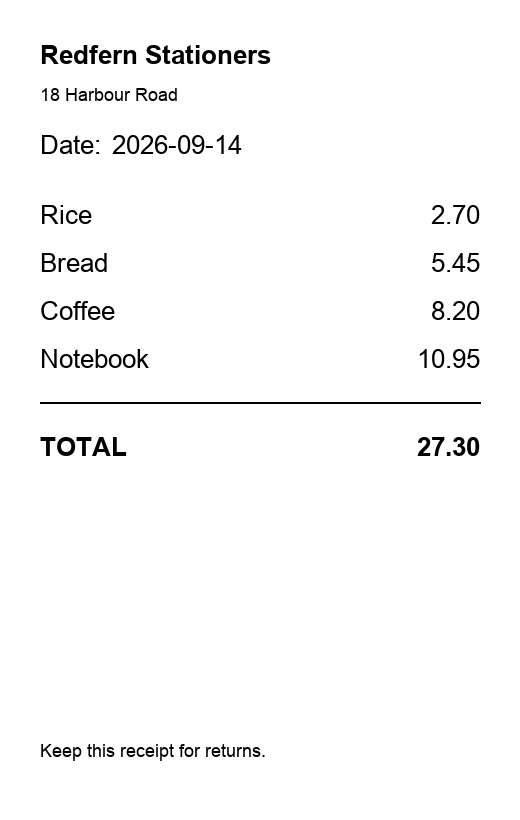 Redfern Stationers
18 Harbour Road
Date: 2026-09-14
Rice 2.70
Bread 5.45
Coffee 8.20
Notebook 10.95
TOTAL 27.30
Keep this receipt for returns.